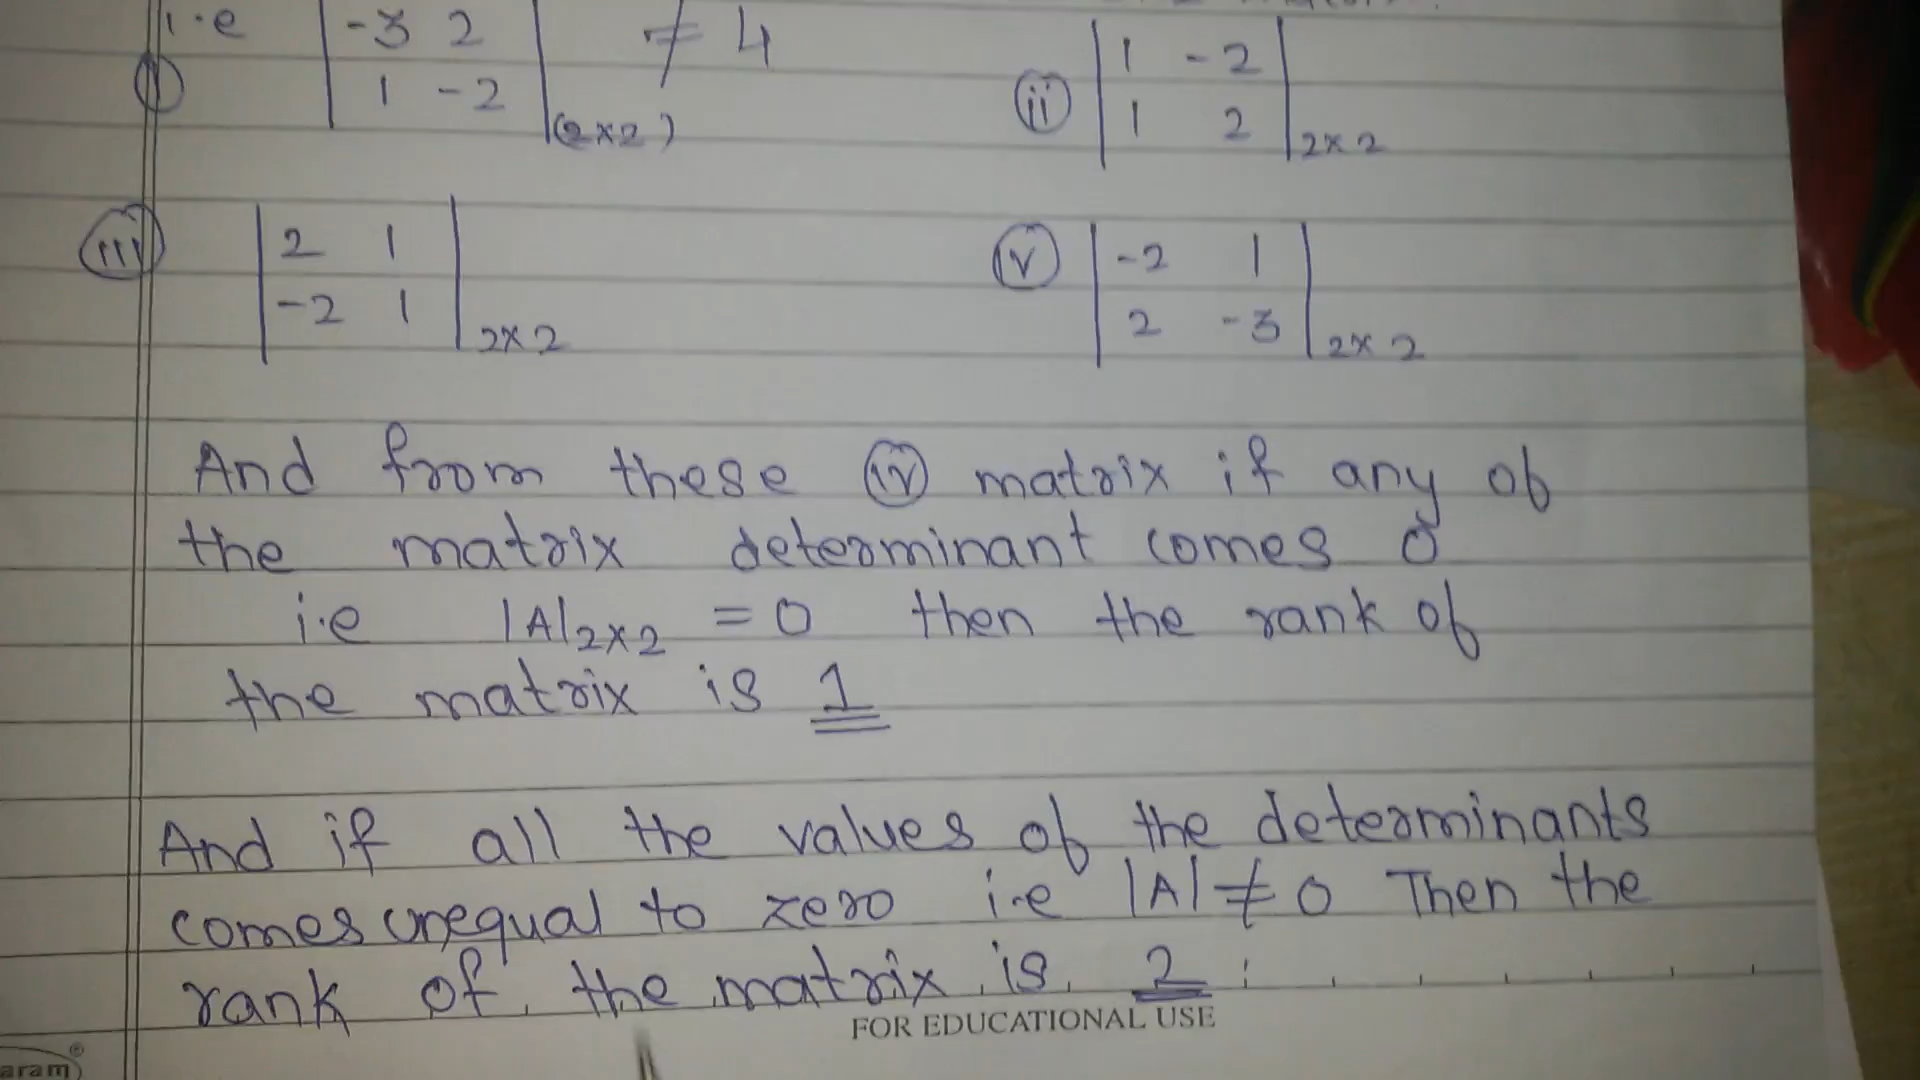 i.e | -3 2 | ≠ 4
(i) | 1 -2 | (2×2)
(ii) | 1 -2 |
| 1 2 | 2×2
(iii) | 2 1 |
| -2 1 | 2×2
(v) | -2 1 |
| 2 -3 | 2×2
And from these (iv) matrix if any of
the matrix determinant comes 0
i.e |A|2×2 = 0 then the rank of
the matrix is 1
And if all the values of the determinants
comes unequal to zero i.e |A| ≠ 0 Then the
rank of the matrix is 2
FOR EDUCATIONAL USE
aram®